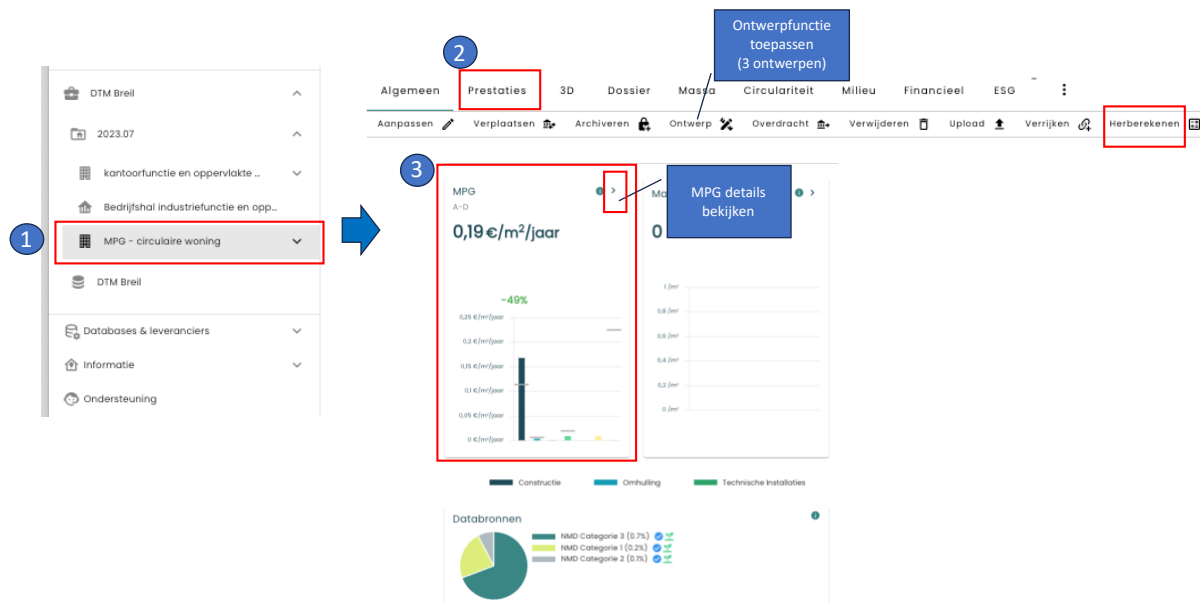 Ontwerpfunctie
toepassen
(3 ontwerpen)
2
DTM Breil
2023.07
kantoorfunctie en oppervlakte ...
Bedrijfshal industriefunctie en opp...
1
MPG - circulaire woning
DTM Breil
Databases & leveranciers
Informatie
Ondersteuning
Algemeen Prestaties 3D Dossier Massa Circulariteit Milieu Financieel ESG
Aanpassen Verplaatsen Archiveren Ontwerp Overdracht Verwijderen Upload Verrijken Herberekenen
3
MPG
A-D
0,19 €/m²/jaar
-49%
0,25 €/m²/jaar
0,2 €/m²/jaar
0,15 €/m²/jaar
0,1 €/m²/jaar
0,05 €/m²/jaar
0 €/m²/jaar
MPG details
bekijken
Ma
0
1 /m²
0,8 /m²
0,6 /m²
0,4 /m²
0,2 /m²
0 /m²
Constructie Omhulling Technische Installaties
Databronnen
NMD Categorie 3 (0.7%)
NMD Categorie 1 (0.2%)
NMD Categorie 2 (0.1%)